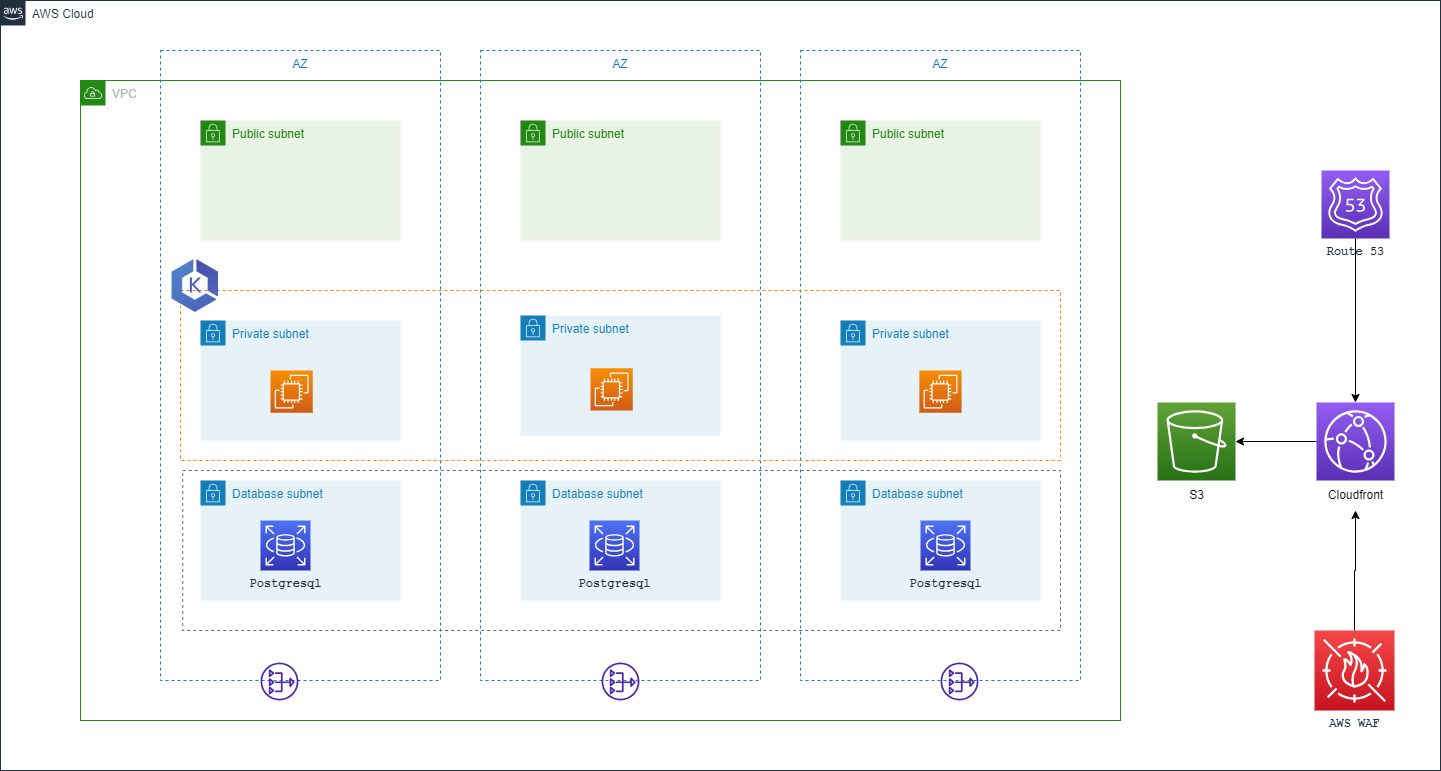 aws
AWS Cloud
AZ
AZ
AZ
VPC
Public subnet
Public subnet
Public subnet
53
Route 53
K
Private subnet
Private subnet
Private subnet
S3
Cloudfront
Database subnet
Database subnet
Database subnet
Postgresql
Postgresql
Postgresql
AWS WAF